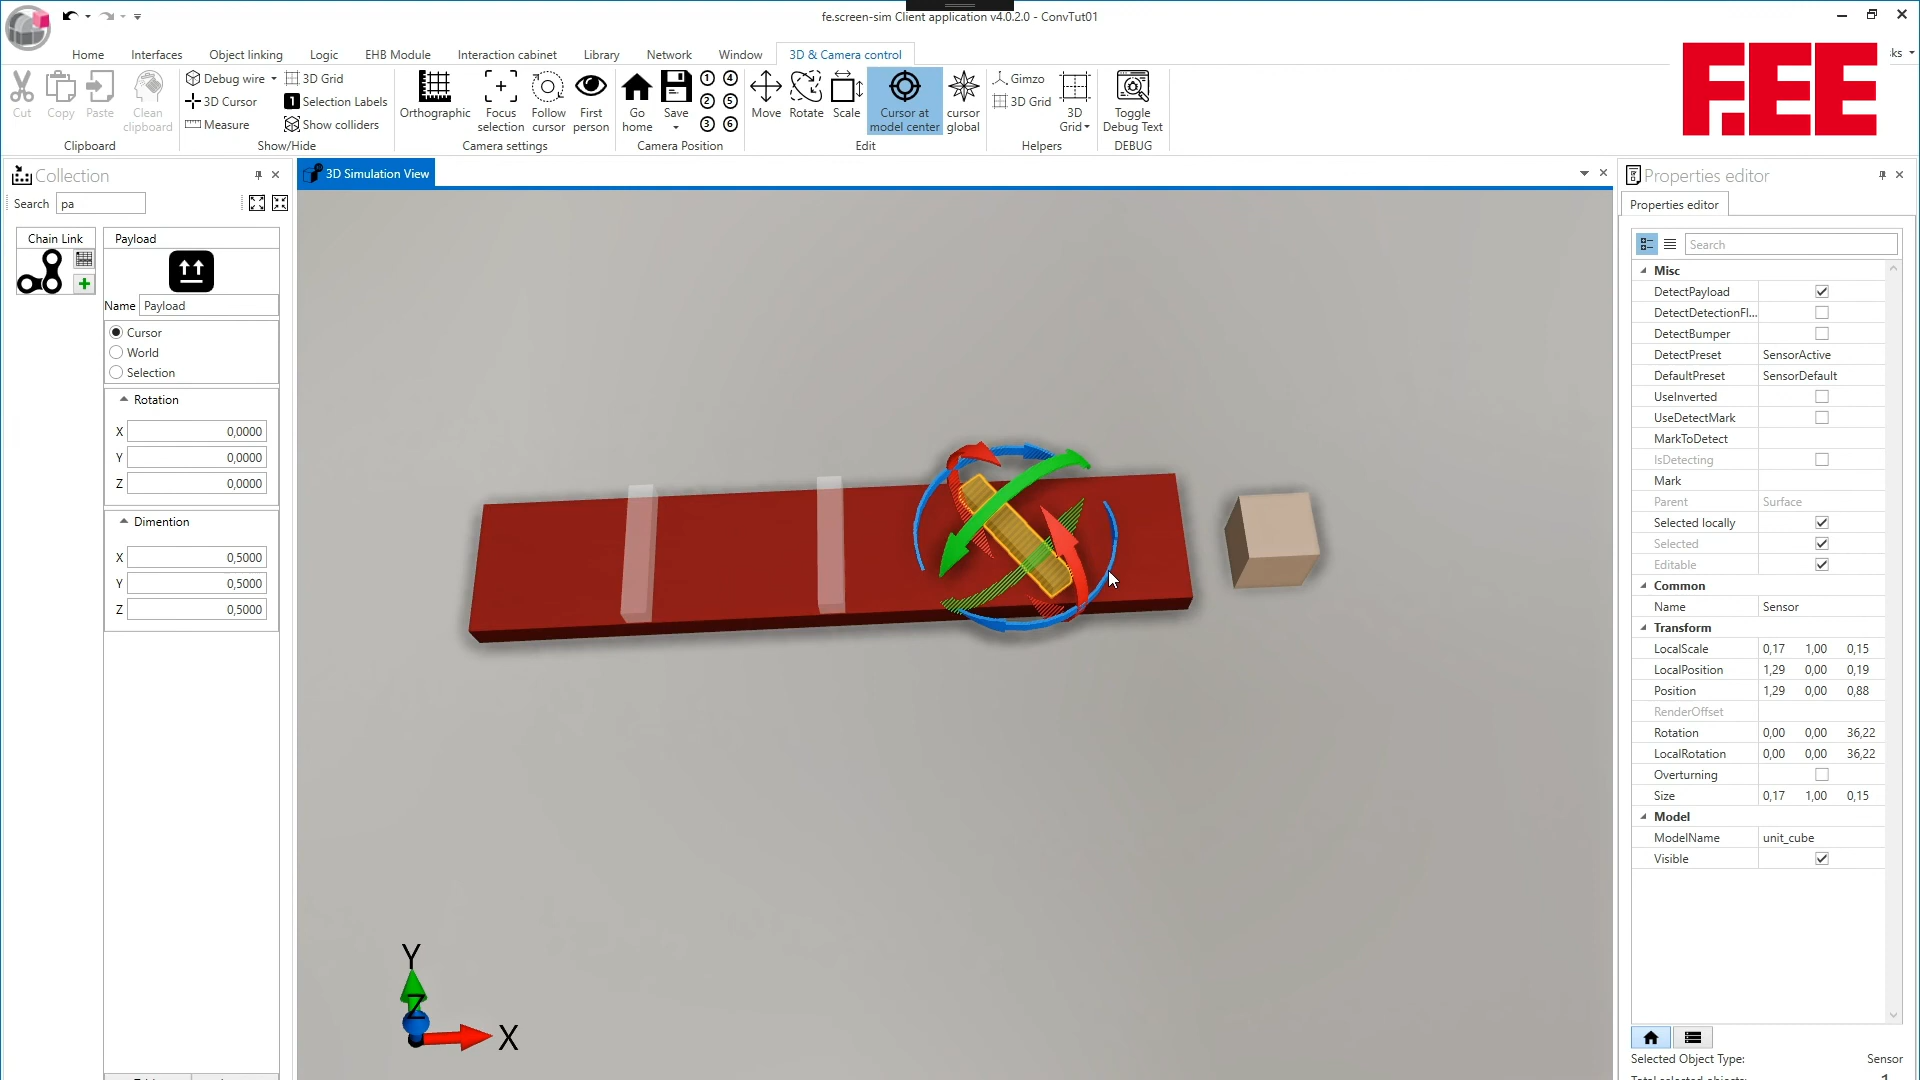 fe.screen-sim Client application v4.0.2.0 - ConvTut01
Home Interfaces Object linking Logic EHB Module Interaction cabinet Library Network Window 3D & Camera control
ks
Cut Copy Paste Clean clipboard
Clipboard
Debug wire 3D Grid
3D Cursor 1 Selection Labels
Measure Show colliders
Show/Hide
Orthographic Focus selection Follow cursor First person
Camera settings
Go home Save 1 4
2 5
3 6
Camera Position
Move Rotate Scale Cursor at model center cursor global
Edit
Gimzo
3D Grid
3D Grid
Helpers
Toggle Debug Text
DEBUG
F.EE
Collection
Search pa
Chain Link
Payload
Name Payload
Cursor
World
Selection
Rotation
X 0,0000
Y 0,0000
Z 0,0000
Dimention
X 0,5000
Y 0,5000
Z 0,5000
3D Simulation View
Y
Z
X
Properties editor
Properties editor
Search
Misc
DetectPayload
DetectDetectionFl...
DetectBumper
DetectPreset SensorActive
DefaultPreset SensorDefault
UseInverted
UseDetectMark
MarkToDetect
IsDetecting
Mark
Parent Surface
Selected locally
Selected
Editable
Common
Name Sensor
Transform
LocalScale 0,17 1,00 0,15
LocalPosition 1,29 0,00 0,19
Position 1,29 0,00 0,88
RenderOffset
Rotation 0,00 0,00 36,22
LocalRotation 0,00 0,00 36,22
Overturning
Size 0,17 1,00 0,15
Model
ModelName unit_cube
Visible
Selected Object Type: Sensor